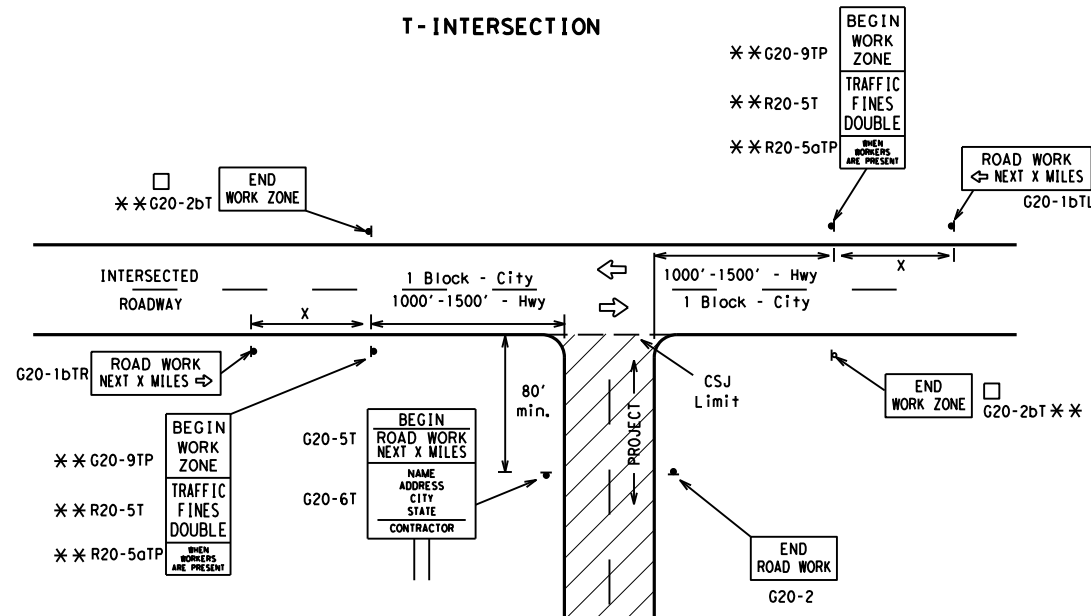 T-INTERSECTION
BEGIN
WORK
ZONE
** G20-9TP
TRAFFIC
FINES
DOUBLE
** R20-5T
WHEN
WORKERS
ARE PRESENT
** R20-5aTP
ROAD WORK
⇦ NEXT X MILES
G20-1bTL
□
** G20-2bT
END
WORK ZONE
INTERSECTED
ROADWAY
1 Block - City
1000'-1500' - Hwy
X
⇦
⇨
1000'-1500' - Hwy
1 Block - City
X
G20-1bTR
ROAD WORK
NEXT X MILES ⇨
80'
min.
CSJ
Limit
PROJECT
END
WORK ZONE
□
G20-2bT **
BEGIN
WORK
ZONE
** G20-9TP
TRAFFIC
FINES
DOUBLE
** R20-5T
WHEN
WORKERS
ARE PRESENT
** R20-5aTP
G20-5T
BEGIN
ROAD WORK
NEXT X MILES
G20-6T
NAME
ADDRESS
CITY
STATE
CONTRACTOR
END
ROAD WORK
G20-2